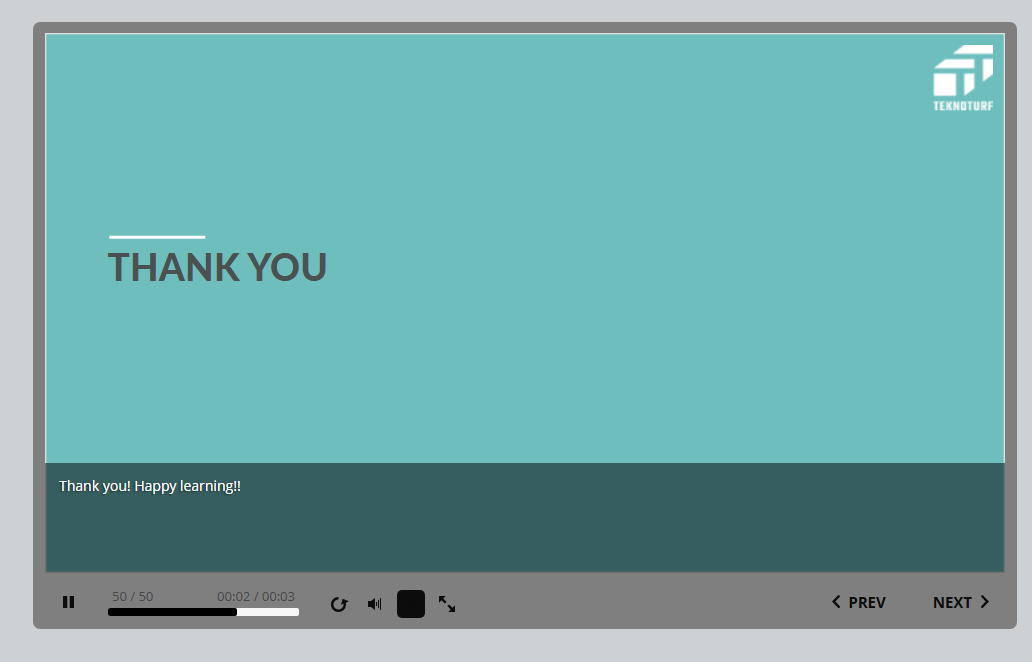 TEKNOTURF
THANK YOU
Thank you! Happy learning!!
50 / 50
00:02 / 00:03
PREV
NEXT